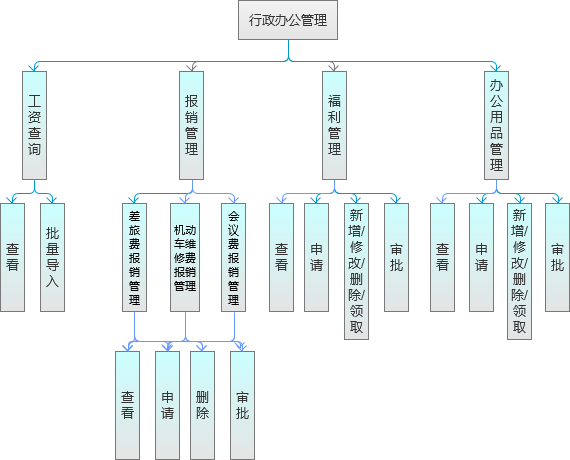 行政办公管理
工资查询
报销管理
福利管理
办公用品管理
查看
批量导入
差旅费报销管理
机动车维修费报销管理
会议费报销管理
查看
申请
新增/修改/删除/领取
审批
查看
申请
新增/修改/删除/领取
审批
查看
申请
删除
审批